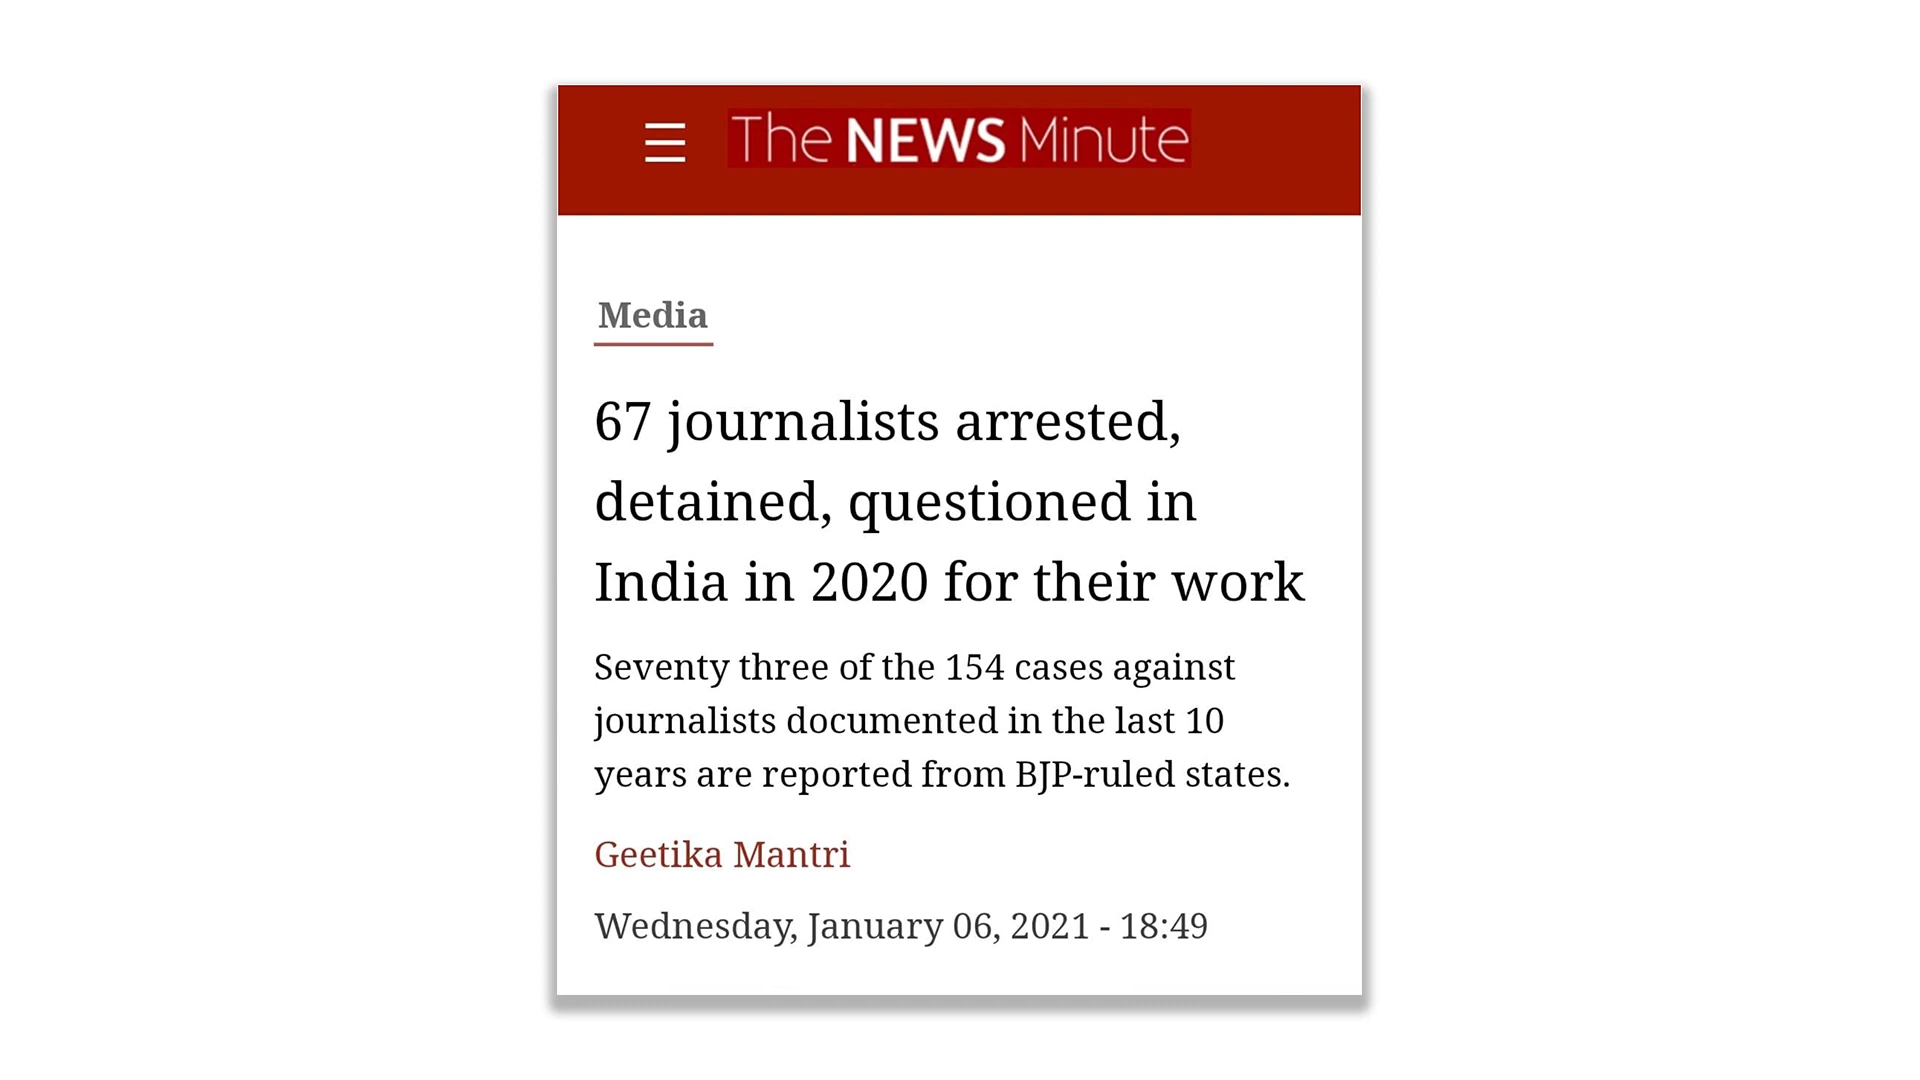 The NEWS Minute
Media
67 journalists arrested,
detained, questioned in
India in 2020 for their work
Seventy three of the 154 cases against
journalists documented in the last 10
years are reported from BJP-ruled states.
Geetika Mantri
Wednesday, January 06, 2021 - 18:49